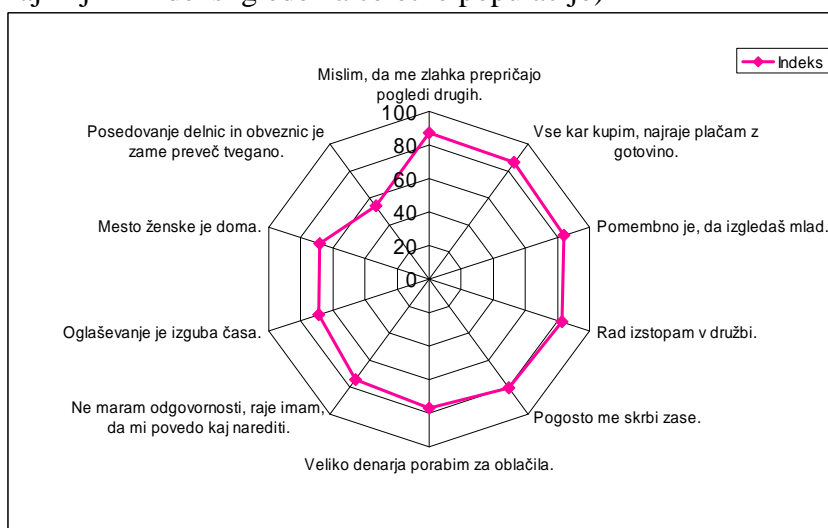 Indeks
Mislim, da me zlahka prepričajo
pogledi drugih.
Vse kar kupim, najraje plačam z
gotovino.
Pomembno je, da izgledaš mlad.
Rad izstopam v družbi.
Pogosto me skrbi zase.
Veliko denarja porabim za oblačila.
Ne maram odgovornosti, raje imam,
da mi povedo kaj narediti.
Oglaševanje je izguba časa.
Mesto ženske je doma.
Posedovanje delnic in obveznic je
zame preveč tvegano.
100
80
60
40
20
0